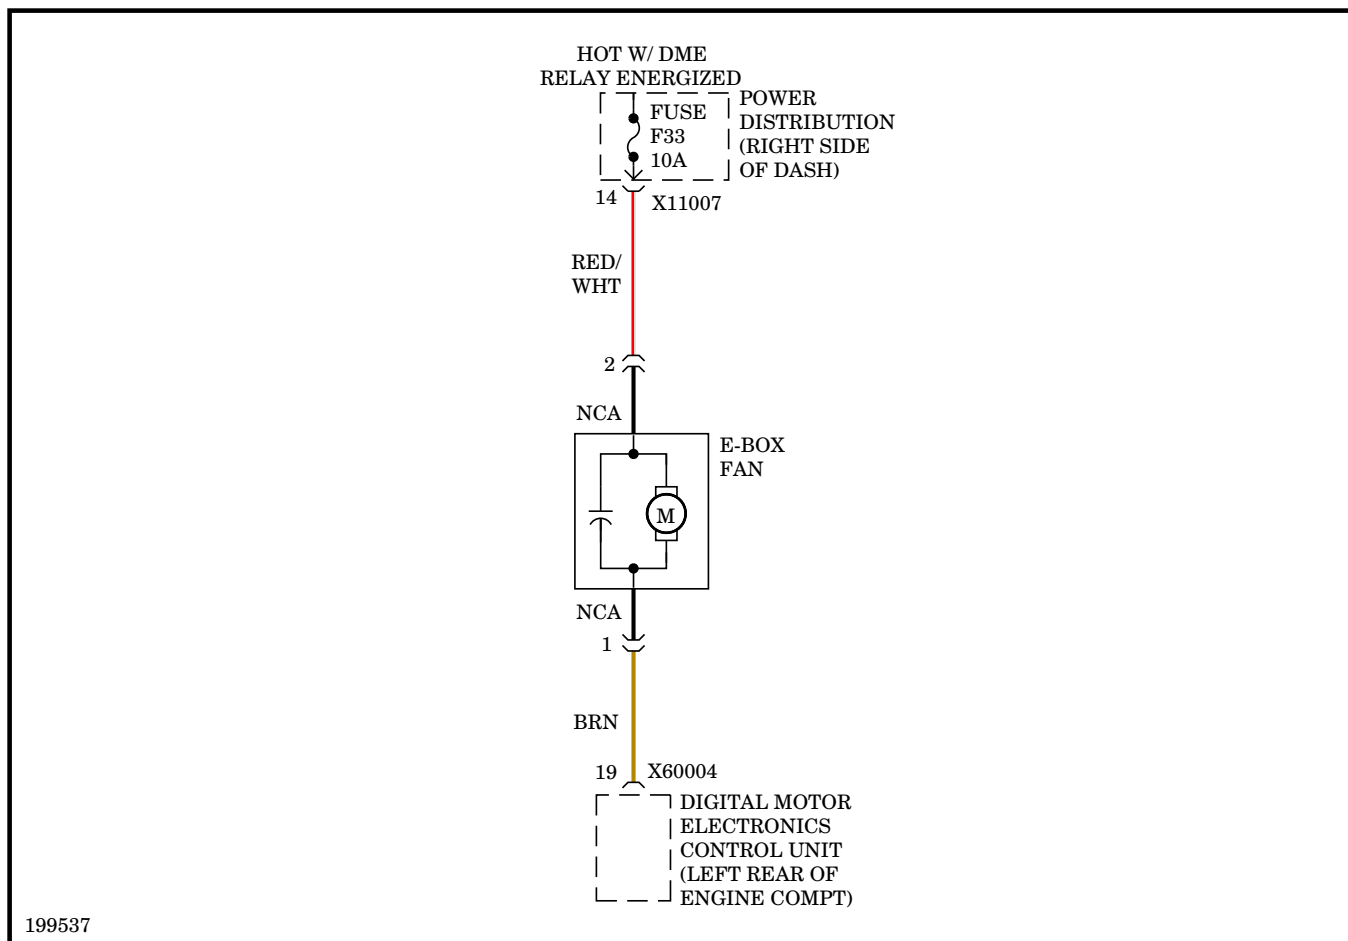 HOT W/ DME
RELAY ENERGIZED
FUSE
F33
10A
POWER
DISTRIBUTION
(RIGHT SIDE
OF DASH)
14
X11007
RED/
WHT
2
NCA
E-BOX
FAN
M
NCA
1
BRN
19
X60004
DIGITAL MOTOR
ELECTRONICS
CONTROL UNIT
(LEFT REAR OF
ENGINE COMPT)
199537